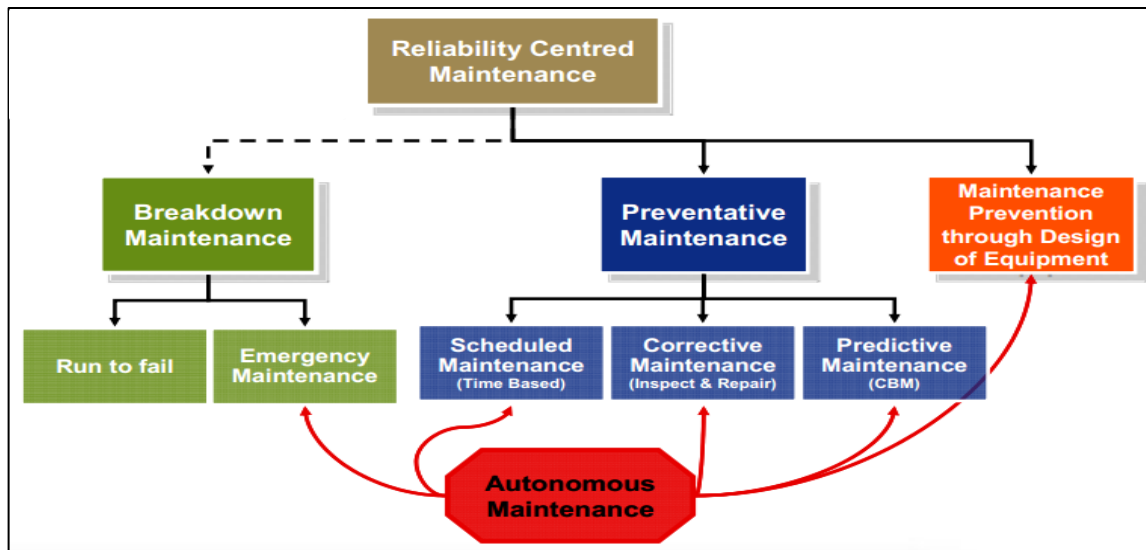 Reliability Centred
Maintenance
Breakdown
Maintenance
Preventative
Maintenance
Maintenance
Prevention
through Design
of Equipment
Run to fail
Emergency
Maintenance
Scheduled
Maintenance
(Time Based)
Corrective
Maintenance
(Inspect & Repair)
Predictive
Maintenance
(CBM)
Autonomous
Maintenance